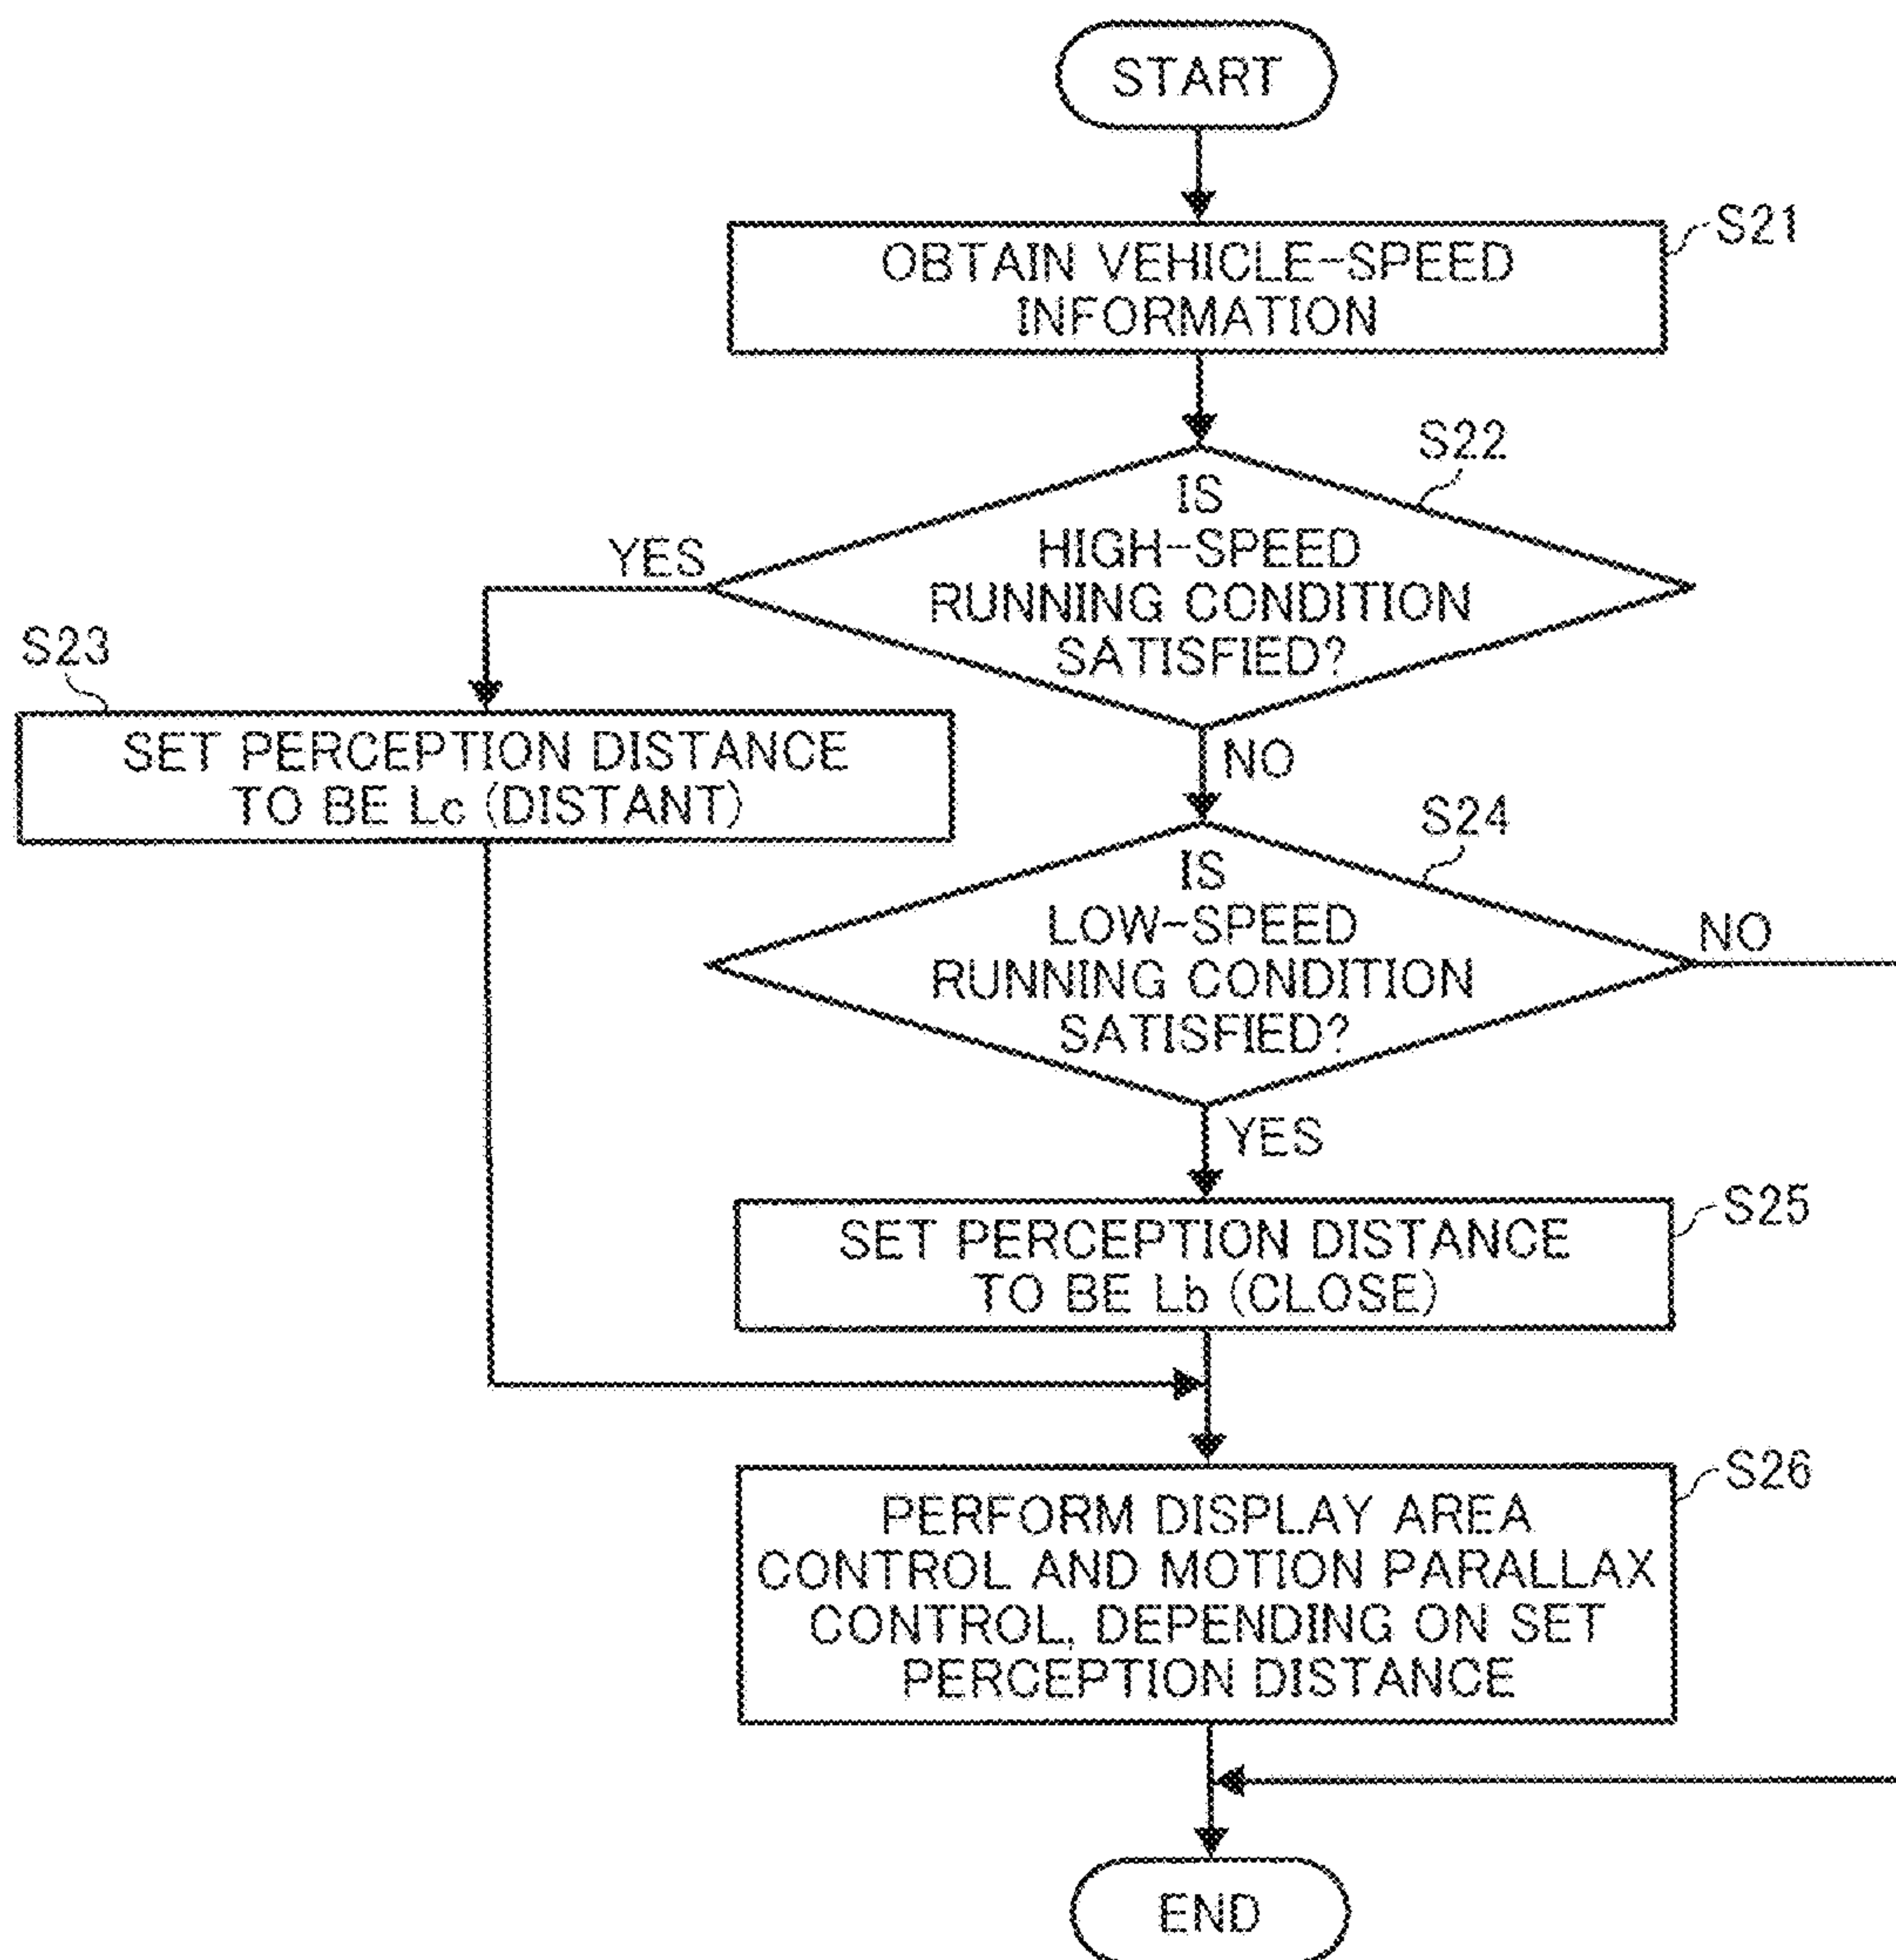 START
S21
OBTAIN VEHICLE-SPEED
INFORMATION
S22
IS
HIGH-SPEED
RUNNING CONDITION
SATISFIED?
YES
NO
S23
SET PERCEPTION DISTANCE
TO BE Lc (DISTANT)
S24
IS
LOW-SPEED
RUNNING CONDITION
SATISFIED?
NO
YES
S25
SET PERCEPTION DISTANCE
TO BE Lb (CLOSE)
S26
PERFORM DISPLAY AREA
CONTROL AND MOTION PARALLAX
CONTROL, DEPENDING ON SET
PERCEPTION DISTANCE
END